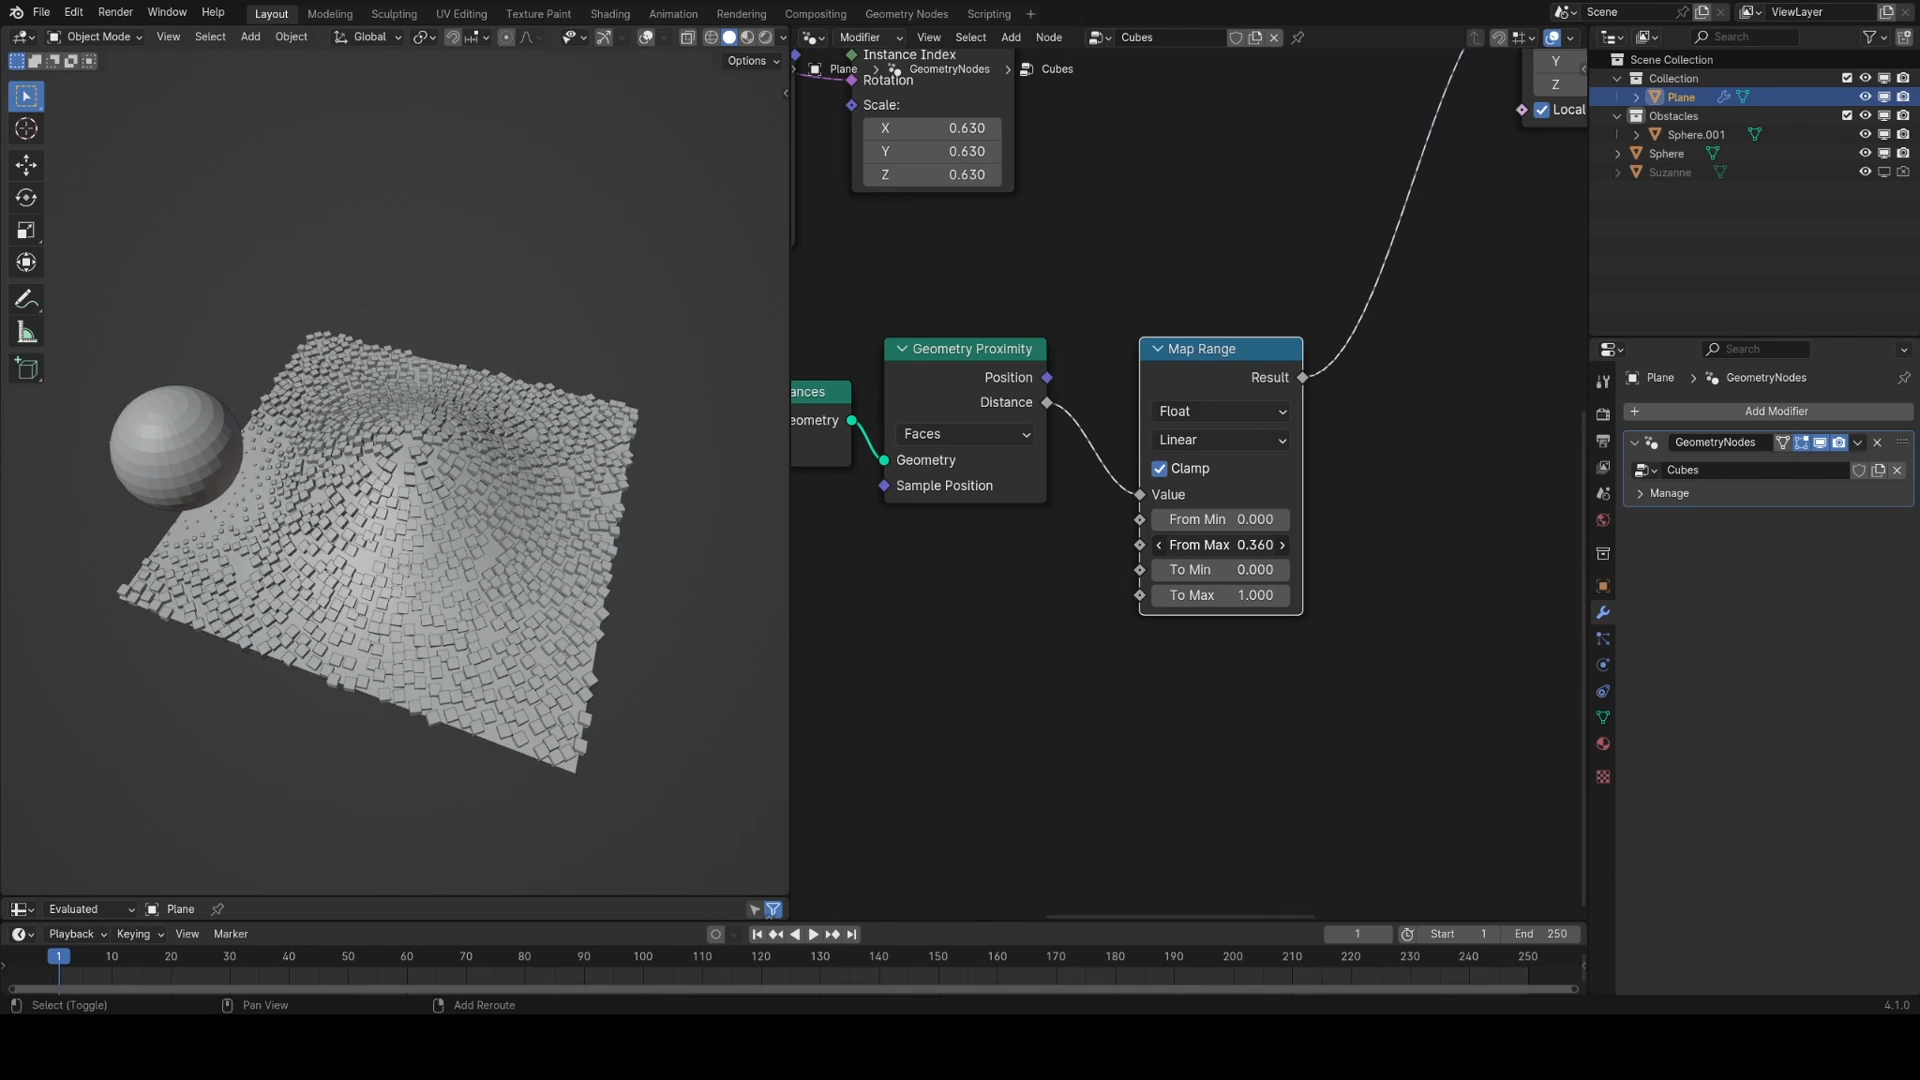 File Edit Render Window Help Layout Modeling Sculpting UV Editing Texture Paint Shading Animation Rendering Compositing Geometry Nodes Scripting + Scene ViewLayer
Object Mode View Select Add Object Global Modifier View Select Add Node Cubes Search
Options
Plane > GeometryNodes > Cubes
Instance Index
Rotation
Scale:
X 0.630
Y 0.630
Z 0.630
Y
Z
Local
Scene Collection
Collection
Plane
Obstacles
Sphere.001
Sphere
Suzanne
ances
eometry
Geometry Proximity
Position
Distance
Faces
Geometry
Sample Position
Map Range
Result
Float
Linear
Clamp
Value
From Min 0.000
From Max 0.360
To Min 0.000
To Max 1.000
Search
Plane > GeometryNodes
+ Add Modifier
GeometryNodes
Cubes
Manage
Evaluated Plane
Playback Keying View Marker 1 Start 1 End 250
1 10 20 30 40 50 60 70 80 90 100 110 120 130 140 150 160 170 180 190 200 210 220 230 240 250
Select (Toggle) Pan View Add Reroute 4.1.0